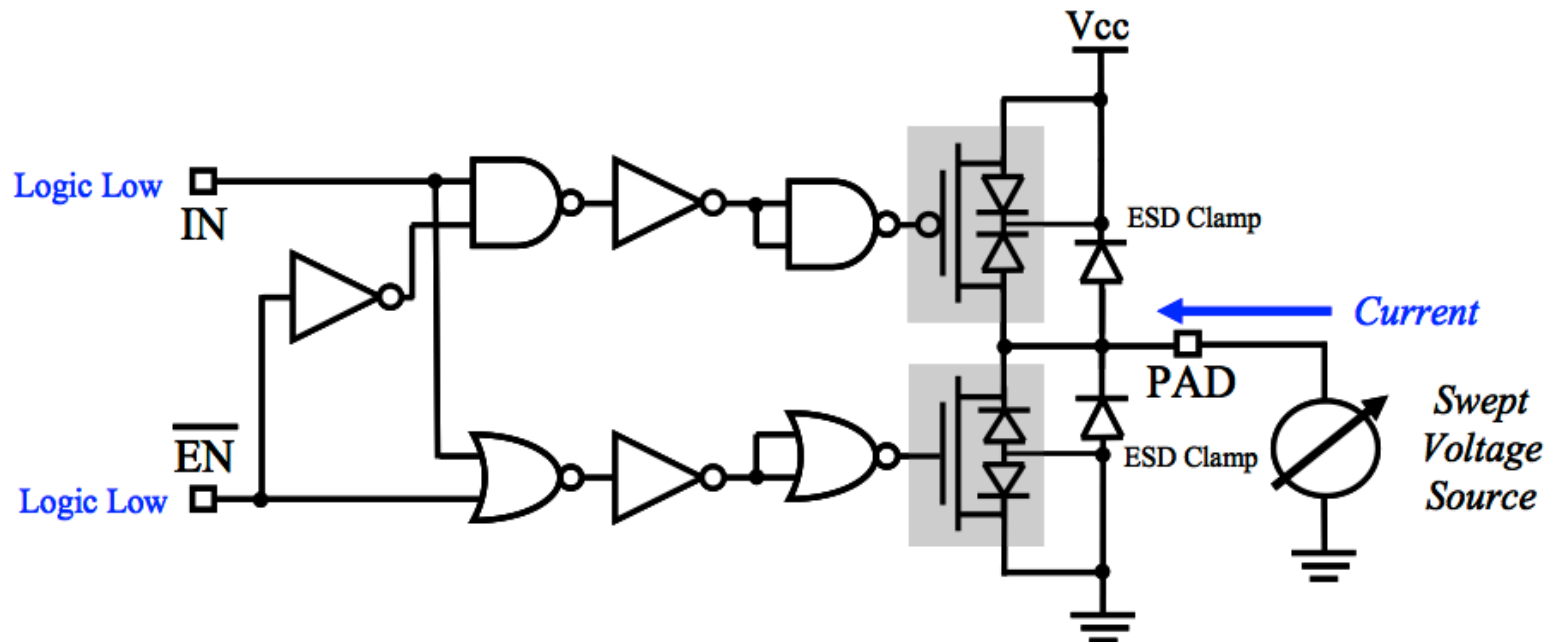 Vcc
Logic Low
IN
ESD Clamp
Current
PAD
EN
Logic Low
ESD Clamp
Swept
Voltage
Source